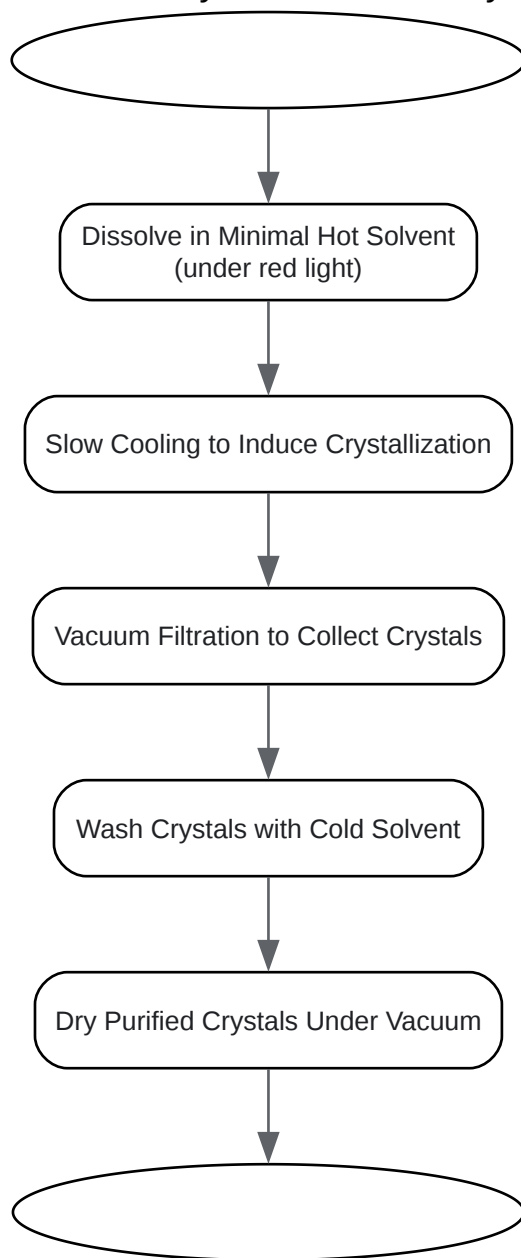 Dissolve in Minimal Hot Solvent
(under red light)
Slow Cooling to Induce Crystallization
Vacuum Filtration to Collect Crystals
Wash Crystals with Cold Solvent
Dry Purified Crystals Under Vacuum